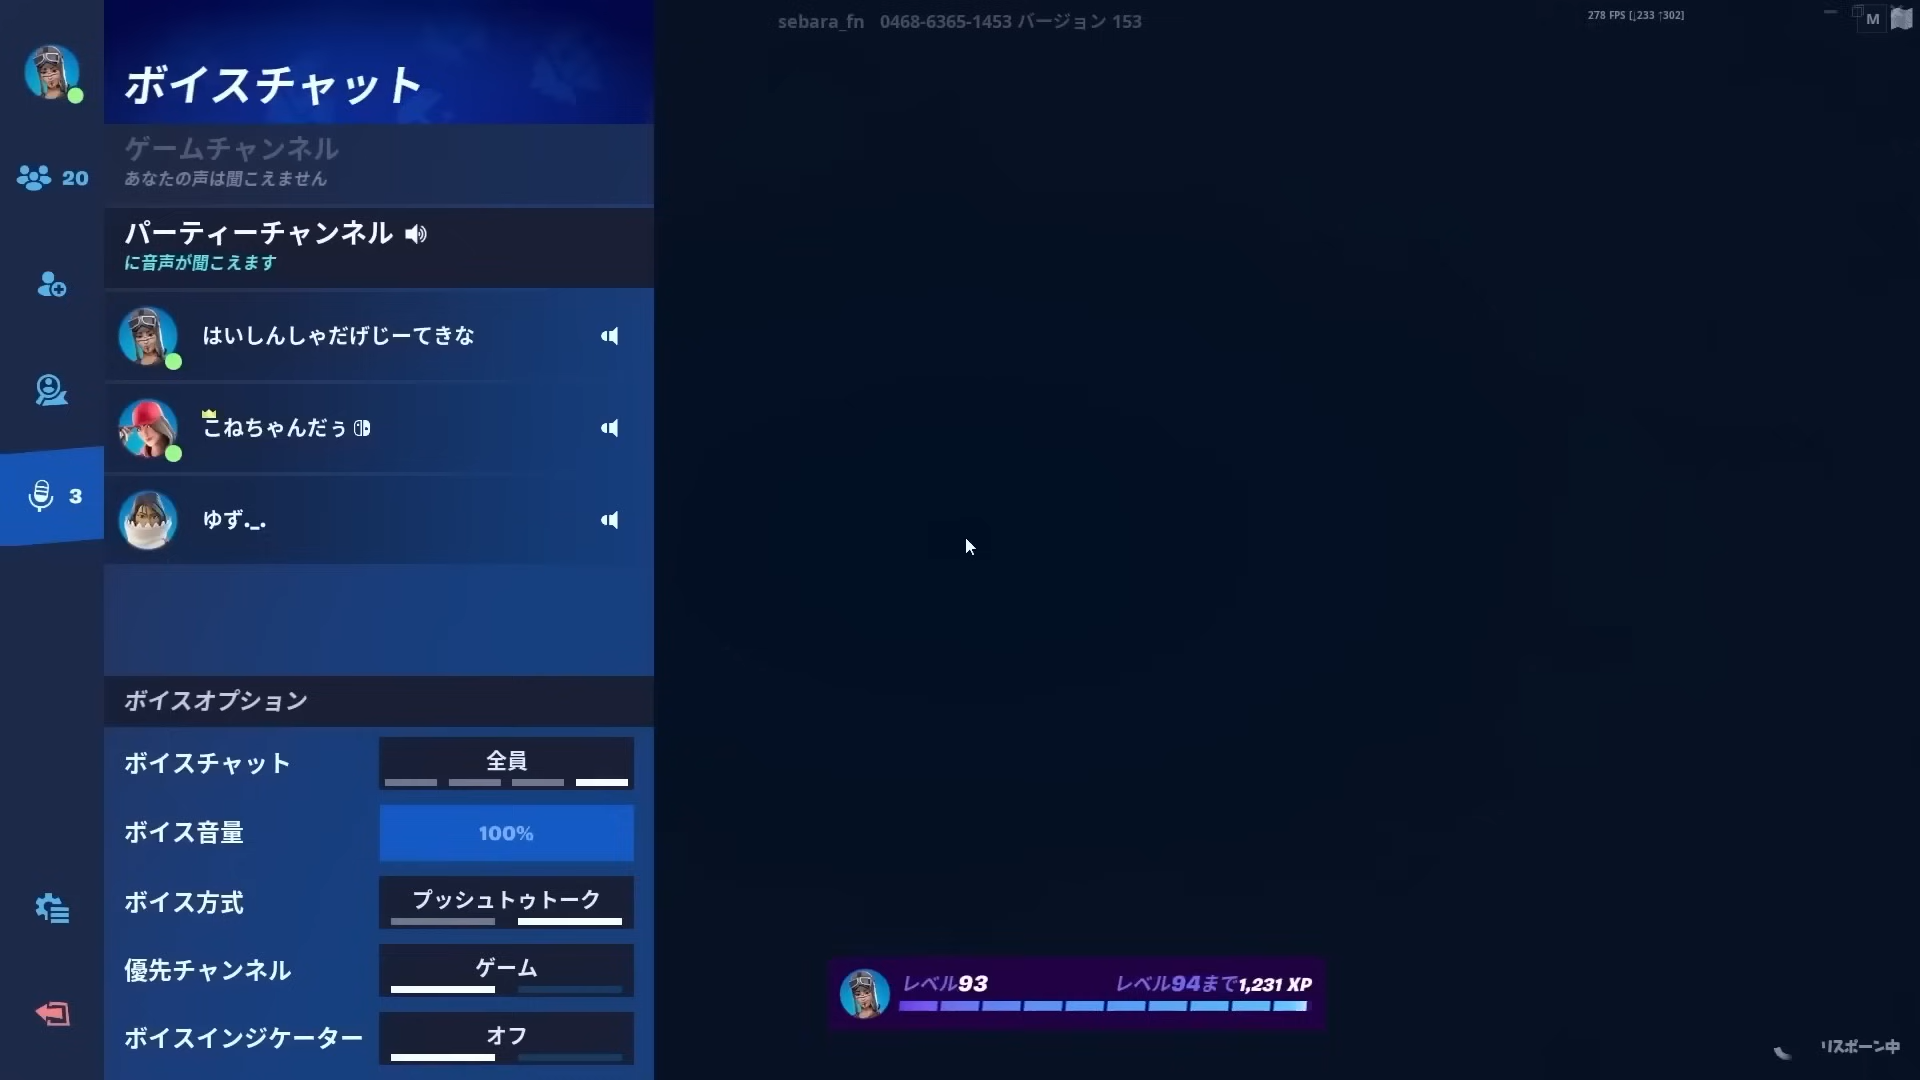 sebara_fn 0468-6365-1453 バージョン 153
278 FPS [↓233 ↑302]
M
ボイスチャット
ゲームチャンネル
あなたの声は聞こえません
20
パーティーチャンネル
に音声が聞こえます
はいしんしゃだげじーてきな
こねちゃんだぅ
3
ゆず._.
ボイスオプション
ボイスチャット 全員
ボイス音量 100%
ボイス方式 プッシュトゥトーク
優先チャンネル ゲーム
ボイスインジケーター オフ
レベル93 レベル94まで1,231 XP
リスポーン中